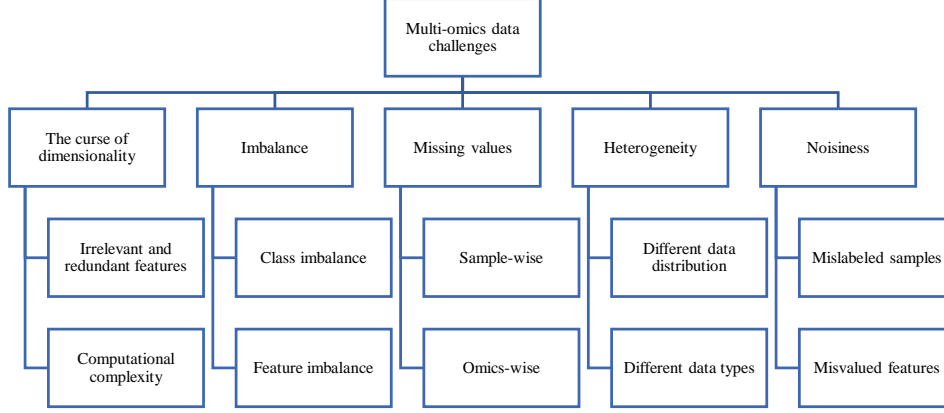 Multi-omics data
challenges
The curse of
dimensionality
Imbalance
Missing values
Heterogeneity
Noisiness
Irrelevant and
redundant features
Class imbalance
Sample-wise
Different data
distribution
Mislabeled samples
Computational
complexity
Feature imbalance
Omics-wise
Different data types
Misvalued features